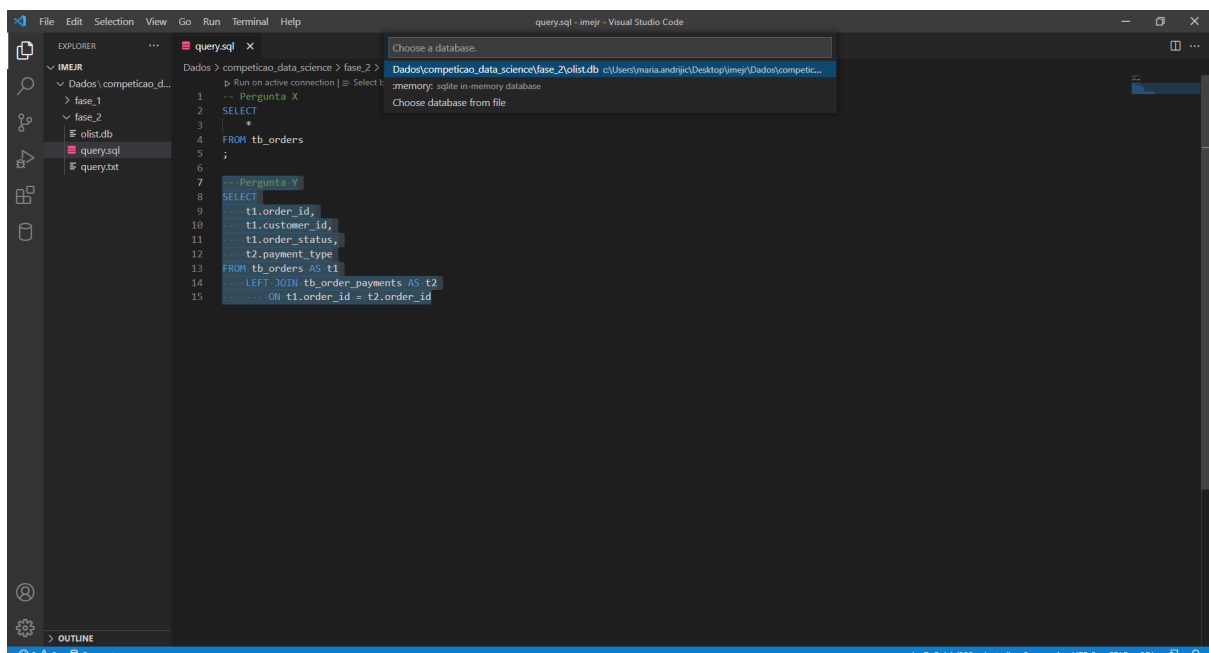 File Edit Selection View Go Run Terminal Help
query.sql - imejr - Visual Studio Code
EXPLORER
IMEJR
Dados \ competicao_d...
fase_1
fase_2
olist.db
query.sql
query.txt
OUTLINE
query.sql
Dados > competicao_data_science > fase_2 >
Run on active connection | Select b
1 -- Pergunta X
2 SELECT
3 *
4 FROM tb_orders
5 ;
6
7 -- Pergunta Y
8 SELECT
9 t1.order_id,
10 t1.customer_id,
11 t1.order_status,
12 t2.payment_type
13 FROM tb_orders AS t1
14 LEFT JOIN tb_order_payments AS t2
15 ON t1.order_id = t2.order_id
Choose a database.
Dados\competicao_data_science\fase_2\olist.db c:\Users\maria.andrijic\Desktop\imejr\Dados\competic...
:memory: sqlite in-memory database
Choose database from file